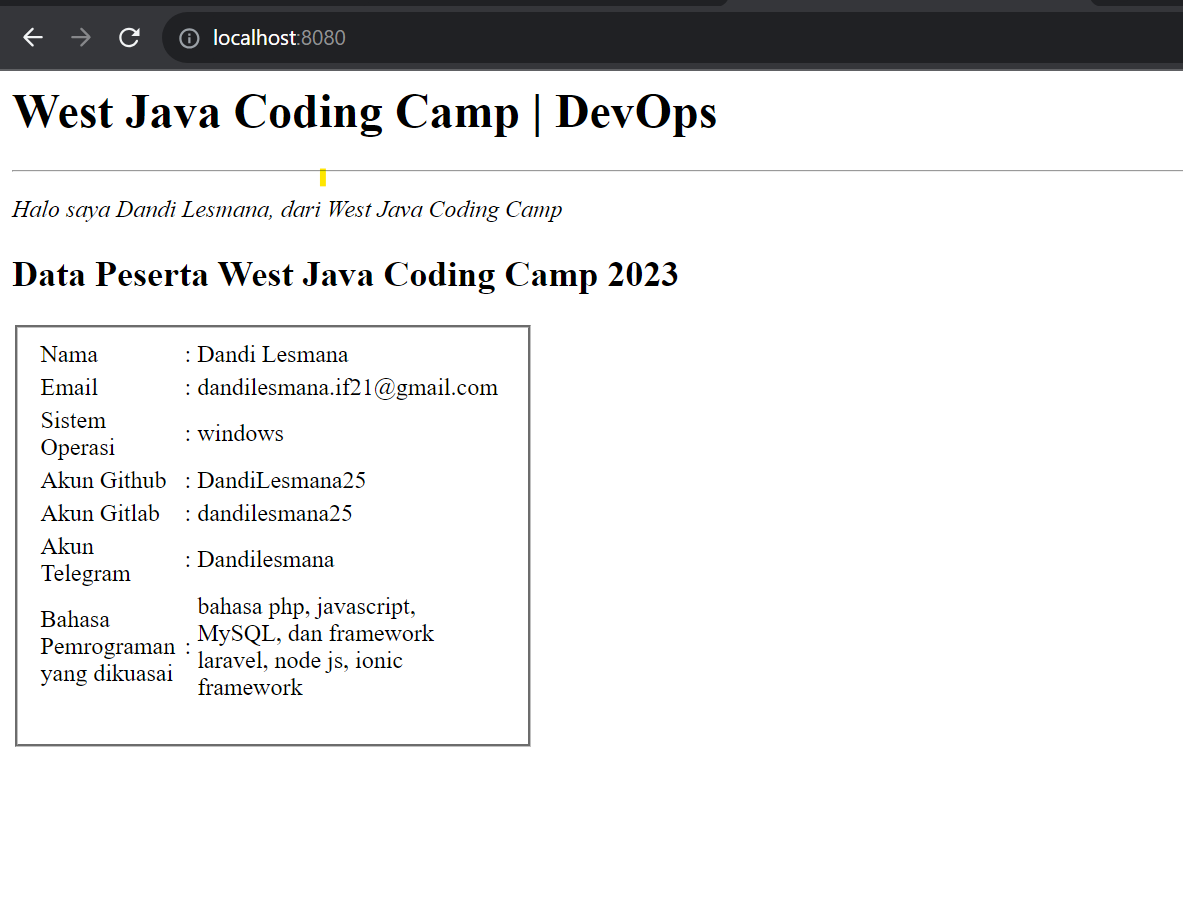 localhost:8080
West Java Coding Camp | DevOps
Halo saya Dandi Lesmana, dari West Java Coding Camp
Data Peserta West Java Coding Camp 2023
Nama : Dandi Lesmana
Email : dandilesmana.if21@gmail.com
Sistem
Operasi : windows
Akun Github : DandiLesmana25
Akun Gitlab : dandilesmana25
Akun
Telegram : Dandilesmana
Bahasa
Pemrograman :
yang dikuasai
bahasa php, javascript,
MySQL, dan framework
laravel, node js, ionic
framework